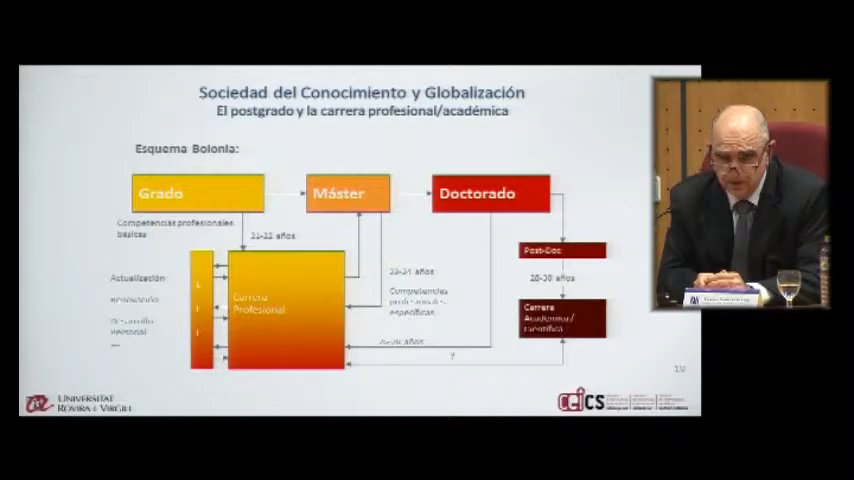 Sociedad del Conocimiento y Globalización
El postgrado y la carrera profesional/académica
Esquema Bolonia:
Grado
Máster
Doctorado
Competencias profesionales
básicas
21-22 años
Post-Doc
23-24 años
Actualización
Competencias
profesionales
específicas
Renovación
Desarrollo
Personal
...
L
L
Carrera
Profesional
Carrera
Académica/
Científica
años
?
UNIVERSITAT
ROVIRA I VIRGILI
ceics